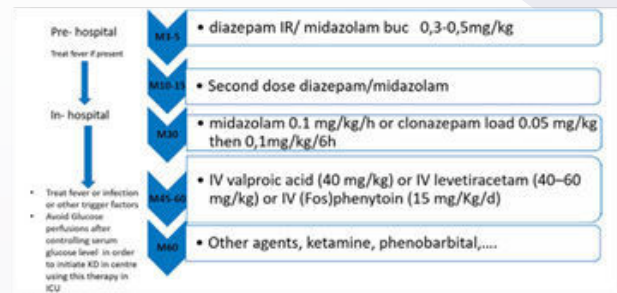 Pre- hospital
Treat fever if present
In- hospital
• Treat fever or infection
or other trigger factors
• Avoid Glucose
perfusions after
controlling serum
glucose level in order
to initiate KD in centre
using this therapy in
ICU
M3-5
• diazepam IR/ midazolam buc 0,3-0,5mg/kg
M10-15
• Second dose diazepam/midazolam
M30
• midazolam 0.1 mg/kg/h or clonazepam load 0.05 mg/kg
then 0,1mg/kg/6h
M45-60
• IV valproic acid (40 mg/kg) or IV levetiracetam (40–60
mg/kg) or IV (Fos)phenytoin (15 mg/Kg/d)
M60
• Other agents, ketamine, phenobarbital,....